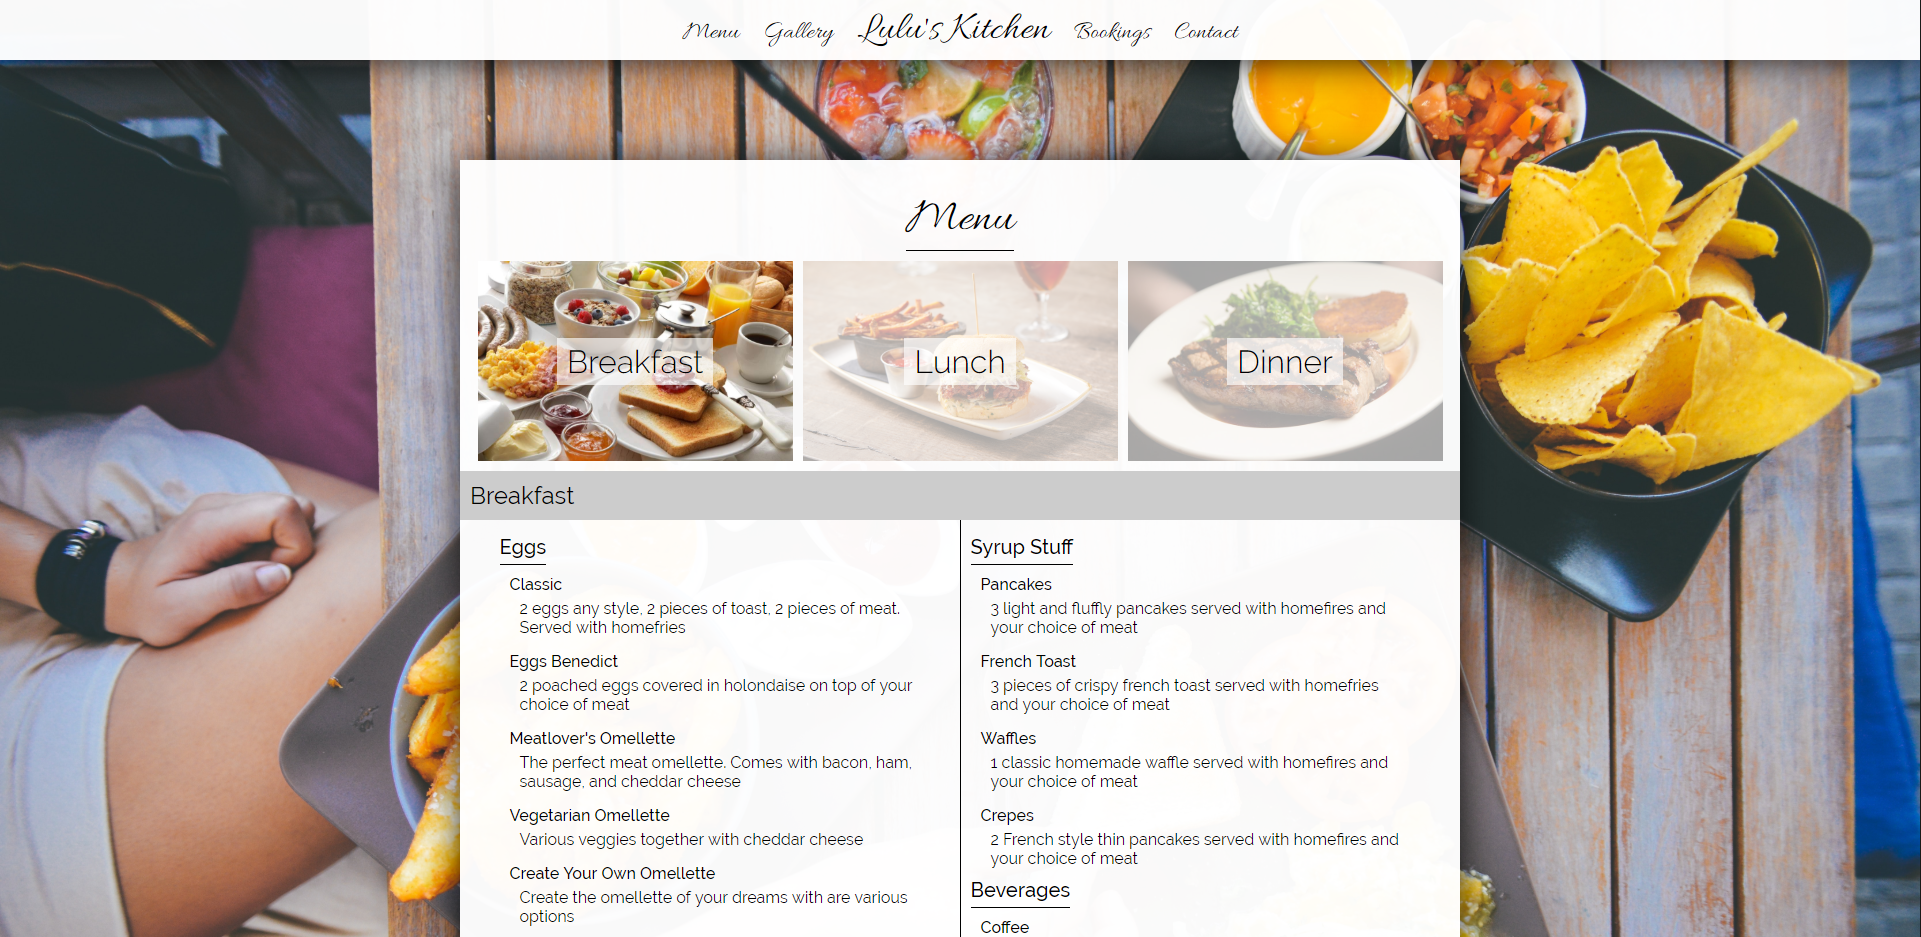 Menu Gallery Lulu's Kitchen Bookings Contact
Menu
Breakfast Lunch Dinner
Breakfast
Eggs
Classic
2 eggs any style, 2 pieces of toast, 2 pieces of meat.
Served with homefries
Eggs Benedict
2 poached eggs covered in holondaise on top of your
choice of meat
Meatlover's Omellette
The perfect meat omellette. Comes with bacon, ham,
sausage, and cheddar cheese
Vegetarian Omellette
Various veggies together with cheddar cheese
Create Your Own Omellette
Create the omellette of your dreams with are various
options
Syrup Stuff
Pancakes
3 light and fluffly pancakes served with homefires and
your choice of meat
French Toast
3 pieces of crispy french toast served with homefries
and your choice of meat
Waffles
1 classic homemade waffle served with homefires and
your choice of meat
Crepes
2 French style thin pancakes served with homefires and
your choice of meat
Beverages
Coffee